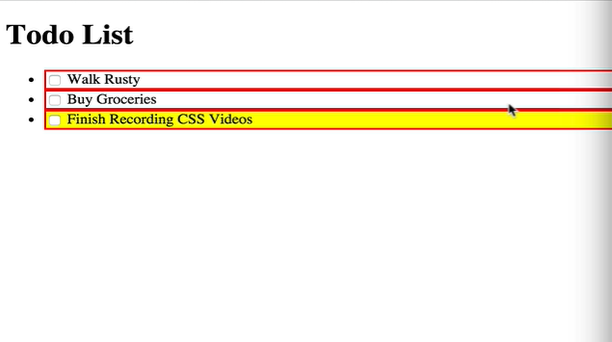 Todo List
Walk Rusty
Buy Groceries
Finish Recording CSS Videos